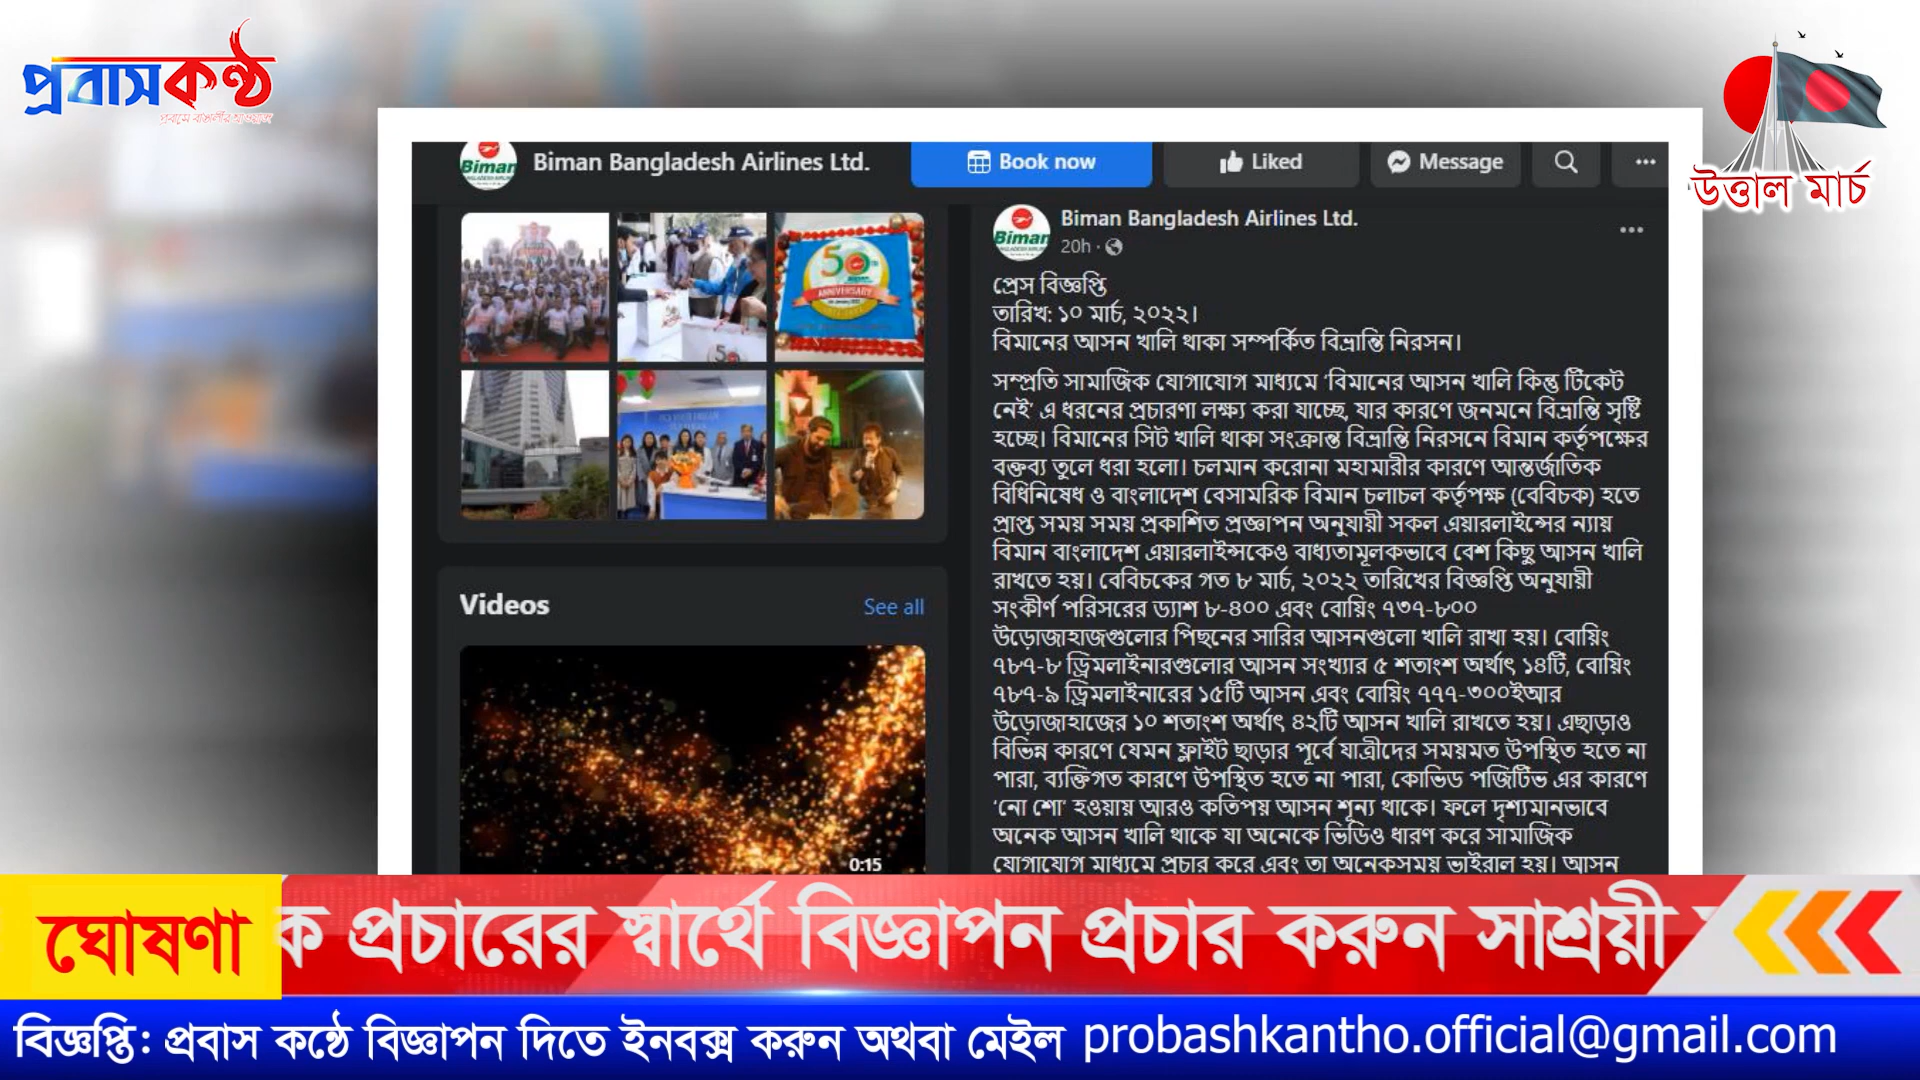 প্রবাসকণ্ঠ
উত্তাল মার্চ
Biman
Biman Bangladesh Airlines Ltd.
Book now
Liked
Message
50
ANNIVERSARY
Videos
See all
0:15
Biman
Biman Bangladesh Airlines Ltd.
20h
প্রেস বিজ্ঞপ্তি
তারিখ: ১০ মার্চ, ২০২২।
বিমানের আসন খালি থাকা সম্পর্কিত বিভ্রান্তি নিরসন।
সম্প্রতি সামাজিক যোগাযোগ মাধ্যমে ‘বিমানের আসন খালি কিন্তু টিকেট
নেই’ এ ধরনের প্রচারণা লক্ষ্য করা যাচ্ছে, যার কারণে জনমনে বিভ্রান্তি সৃষ্টি
হচ্ছে। বিমানের সিট খালি থাকা সংক্রান্ত বিভ্রান্তি নিরসনে বিমান কর্তৃপক্ষের
বক্তব্য তুলে ধরা হলো। চলমান করোনা মহামারীর কারণে আন্তর্জাতিক
বিধিনিষেধ ও বাংলাদেশ বেসামরিক বিমান চলাচল কর্তৃপক্ষ (বেবিচক) হতে
প্রাপ্ত সময় সময় প্রকাশিত প্রজ্ঞাপন অনুযায়ী সকল এয়ারলাইন্সের ন্যায়
বিমান বাংলাদেশ এয়ারলাইন্সকেও বাধ্যতামূলকভাবে বেশ কিছু আসন খালি
রাখতে হয়। বেবিচকের গত ৮ মার্চ, ২০২২ তারিখের বিজ্ঞপ্তি অনুযায়ী
সংকীর্ণ পরিসরের ড্যাশ ৮-৪০০ এবং বোয়িং ৭৩৭-৮০০
উড়োজাহাজগুলোর পিছনের সারির আসনগুলো খালি রাখা হয়। বোয়িং
৭৮৭-৮ ড্রিমলাইনারগুলোর আসন সংখ্যার ৫ শতাংশ অর্থাৎ ১৪টি, বোয়িং
৭৮৭-৯ ড্রিমলাইনারের ১৫টি আসন এবং বোয়িং ৭৭৭-৩০০ইআর
উড়োজাহাজের ১০ শতাংশ অর্থাৎ ৪২টি আসন খালি রাখতে হয়। এছাড়াও
বিভিন্ন কারণে যেমন ফ্লাইট ছাড়ার পূর্বে যাত্রীদের সময়মত উপস্থিত হতে না
পারা, ব্যক্তিগত কারণে উপস্থিত হতে না পারা, কোভিড পজিটিভ এর কারণে
‘নো শো’ হওয়ায় আরও কতিপয় আসন শূন্য থাকে। ফলে দৃশ্যমানভাবে
অনেক আসন খালি থাকে যা অনেকে ভিডিও ধারণ করে সামাজিক
যোগাযোগ মাধ্যমে প্রচার করে এবং তা অনেকসময় ভাইরাল হয়। আসন
ঘোষণা
ক প্রচারের স্বার্থে বিজ্ঞাপন প্রচার করুন সাশ্রয়ী
বিজ্ঞপ্তি: প্রবাস কন্ঠে বিজ্ঞাপন দিতে ইনবক্স করুন অথবা মেইল probashkantho.official@gmail.com